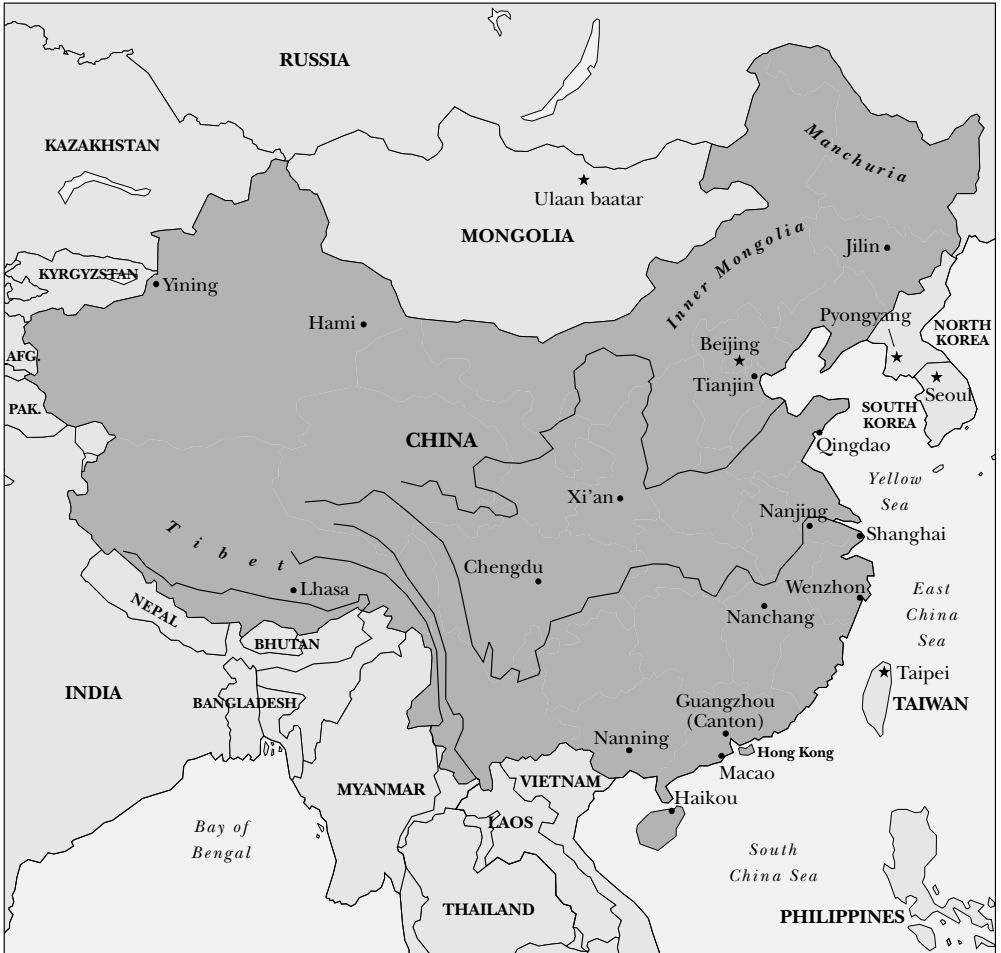 RUSSIA
Manchuria
KAZAKHSTAN
Ulaan baatar
MONGOLIA
Inner Mongolia
Jilin
KYRGYZSTAN
Yining
Hami
Pyongyang
NORTH
KOREA
AFG.
Beijing
Tianjin
Seoul
PAK.
SOUTH
KOREA
CHINA
Qingdao
Yellow
Sea
Xi’an
Nanjing
Shanghai
Tibet
Chengdu
Lhasa
Wenzhon
East
China
Sea
NEPAL
Nanchang
BHUTAN
Taipei
INDIA
BANGLADESH
TAIWAN
Guangzhou
(Canton)
Nanning
Hong Kong
Macao
VIETNAM
MYANMAR
Haikou
LAOS
Bay of
Bengal
South
China Sea
THAILAND
PHILIPPINES